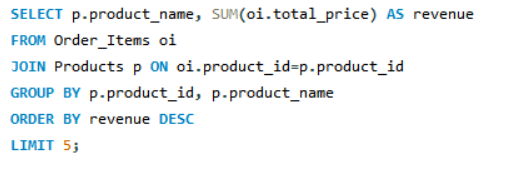 SELECT p.product_name, SUM(oi.total_price) AS revenue
FROM Order_Items oi
JOIN Products p ON oi.product_id=p.product_id
GROUP BY p.product_id, p.product_name
ORDER BY revenue DESC
LIMIT 5;